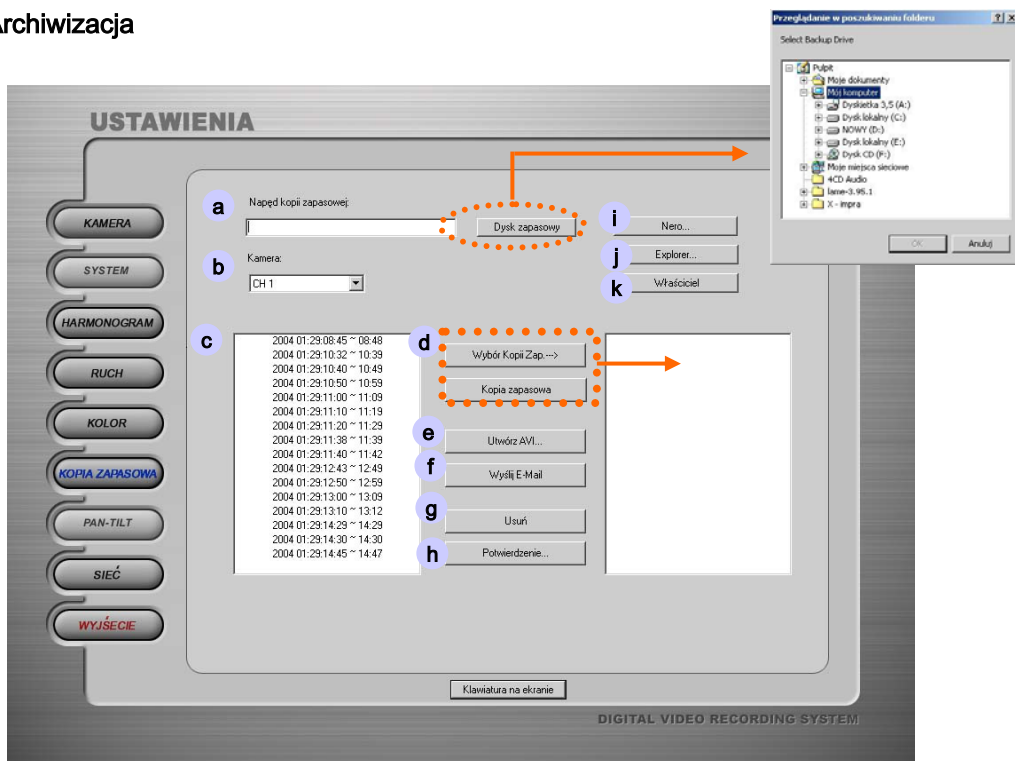 Archiwizacja
Przeglądanie w poszukiwaniu folderu
Select Backup Drive
Pulpit
Moje dokumenty
Mój komputer
Dyskietka 3,5 (A:)
Dysk lokalny (C:)
NOWY (D:)
Dysk lokalny (E:)
Dysk CD (F:)
Moje miejsca sieciowe
4CD Audio
lame-3.95.1
X - impra
OK
Anuluj
USTAWIENIA
KAMERA
SYSTEM
HARMONOGRAM
RUCH
KOLOR
KOPIA ZAPASOWA
PAN-TILT
SIEĆ
WYJŚECIE
a
Napęd kopii zapasowej:
Dysk zapasowy
b
Kamera:
CH 1
i
Nero...
j
Explorer...
k
Właściciel
c
2004 01:29:08:45 ~ 08:48
2004 01:29:10:32 ~ 10:39
2004 01:29:10:40 ~ 10:49
2004 01:29:10:50 ~ 10:59
2004 01:29:11:00 ~ 11:09
2004 01:29:11:10 ~ 11:19
2004 01:29:11:20 ~ 11:29
2004 01:29:11:38 ~ 11:39
2004 01:29:11:40 ~ 11:42
2004 01:29:12:43 ~ 12:49
2004 01:29:12:50 ~ 12:59
2004 01:29:13:00 ~ 13:09
2004 01:29:13:10 ~ 13:12
2004 01:29:14:29 ~ 14:29
2004 01:29:14:30 ~ 14:30
2004 01:29:14:45 ~ 14:47
d
Wybór Kopii Zap.--->
Kopia zapasowa
e
Utwórz AVI...
f
Wyślij E-Mail
g
Usuń
h
Potwierdzenie...
Klawiatura na ekranie
DIGITAL VIDEO RECORDING SYSTEM